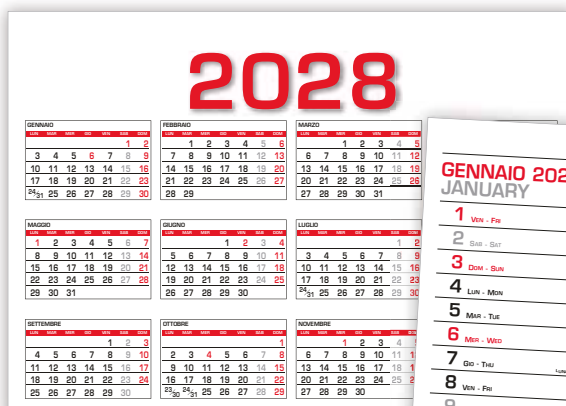 2028
GENNAIO
LUN MAR MER GIO VEN SAB DOM
1 2
3 4 5 6 7 8 9
10 11 12 13 14 15 16
17 18 19 20 21 22 23
24/31 25 26 27 28 29 30
FEBBRAIO
LUN MAR MER GIO VEN SAB DOM
1 2 3 4 5 6
7 8 9 10 11 12 13
14 15 16 17 18 19 20
21 22 23 24 25 26 27
28 29
MARZO
LUN MAR MER GIO VEN SAB DOM
1 2 3 4 5
6 7 8 9 10 11 12
13 14 15 16 17 18 19
20 21 22 23 24 25 26
27 28 29 30 31
MAGGIO
LUN MAR MER GIO VEN SAB DOM
1 2 3 4 5 6 7
8 9 10 11 12 13 14
15 16 17 18 19 20 21
22 23 24 25 26 27 28
29 30 31
GIUGNO
LUN MAR MER GIO VEN SAB DOM
1 2 3 4
5 6 7 8 9 10 11
12 13 14 15 16 17 18
19 20 21 22 23 24 25
26 27 28 29 30
LUGLIO
LUN MAR MER GIO VEN SAB DOM
1 2
3 4 5 6 7 8 9
10 11 12 13 14 15 16
17 18 19 20 21 22 23
24/31 25 26 27 28 29 30
SETTEMBRE
LUN MAR MER GIO VEN SAB DOM
1 2 3
4 5 6 7 8 9 10
11 12 13 14 15 16 17
18 19 20 21 22 23 24
25 26 27 28 29 30
OTTOBRE
LUN MAR MER GIO VEN SAB DOM
1
2 3 4 5 6 7 8
9 10 11 12 13 14 15
16 17 18 19 20 21 22
23/30 24/31 25 26 27 28 29
NOVEMBRE
LUN MAR MER GIO VEN SAB DOM
1 2 3 4
6 7 8 9 10 11
13 14 15 16 17 18
20 21 22 23 24 25
27 28 29 30
GENNAIO 202
JANUARY
1 VEN - FRI
2 SAB - SAT
3 DOM - SUN
4 LUN - MON
5 MAR - TUE
6 MER - WED
7 GIO - THU
8 VEN - FRI